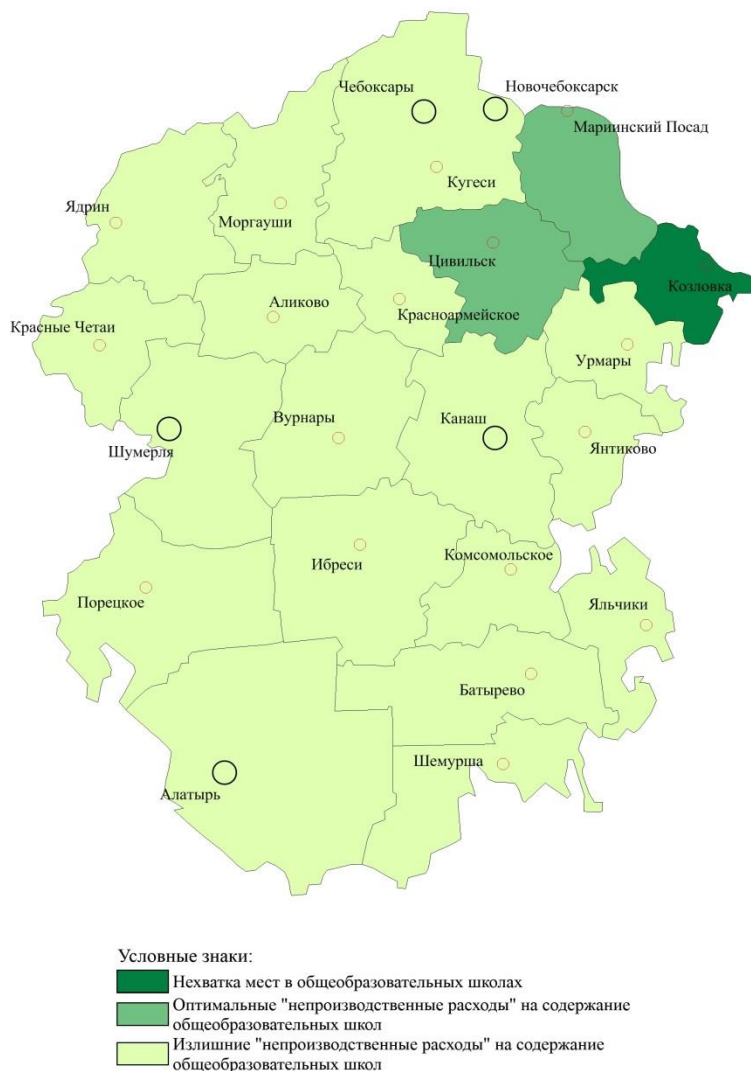 Чебоксары
Новочебоксарск
Мариинский Посад
Кугеси
Ядрин
Моргауши
Цивильск
Козловка
Аликово
Красноармейское
Красные Четаи
Урмары
Вурнары
Канаш
Шумерля
Янтиково
Ибреси
Комсомольское
Порецкое
Яльчики
Батырево
Шемурша
Алатырь
Условные знаки:
Нехватка мест в общеобразовательных школах
Оптимальные "непроизводственные расходы" на содержание
общеобразовательных школ
Излишние "непроизводственные расходы" на содержание
общеобразовательных школ